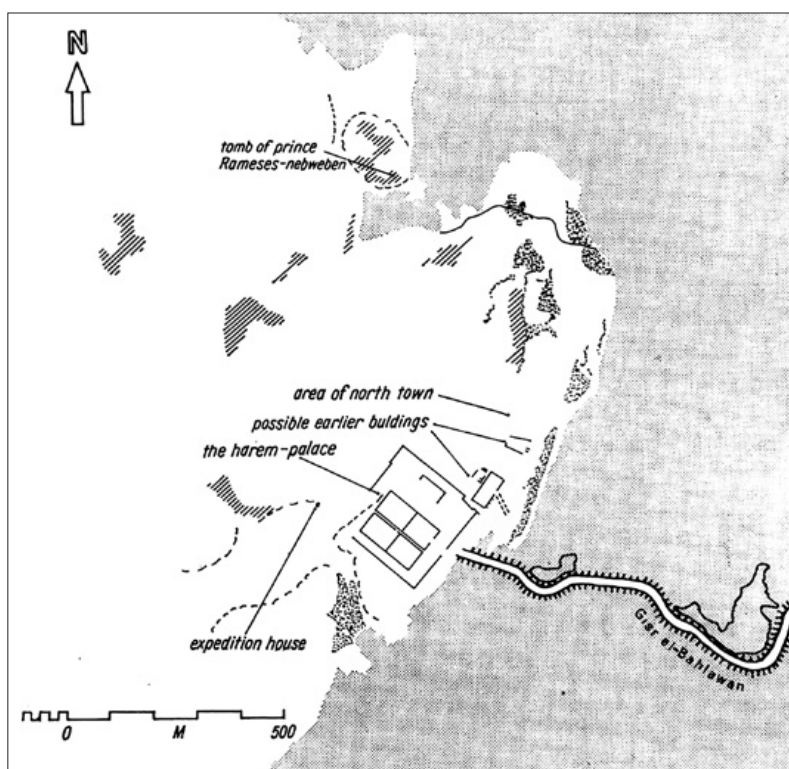 N
tomb of prince
Rameses-nebweben
area of north town
possible earlier buldings
the harem-palace
expedition house
Gisr el-Bahlawan
0 M 500